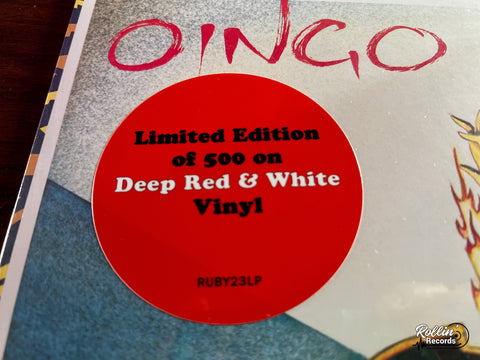 OINGO
Limited Edition
of 500 on
Deep Red & White
Vinyl
RUBY23LP
Rollin'
Records